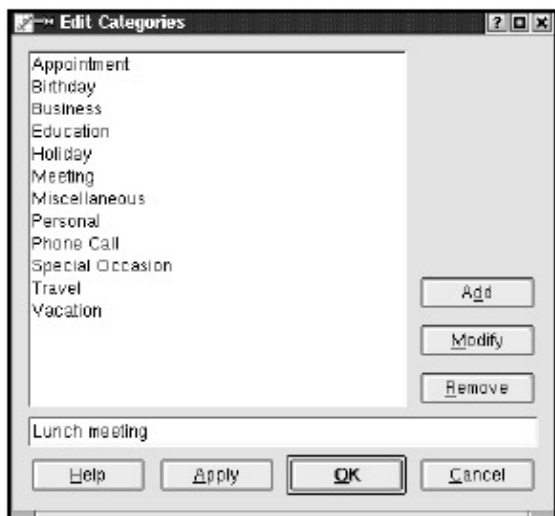 Edit Categories
Appointment
Birthday
Business
Education
Holiday
Meeting
Miscellaneous
Personal
Phone Call
Special Occasion
Travel
Vacation
Add
Modify
Remove
Lunch meeting
Help Apply OK Cancel